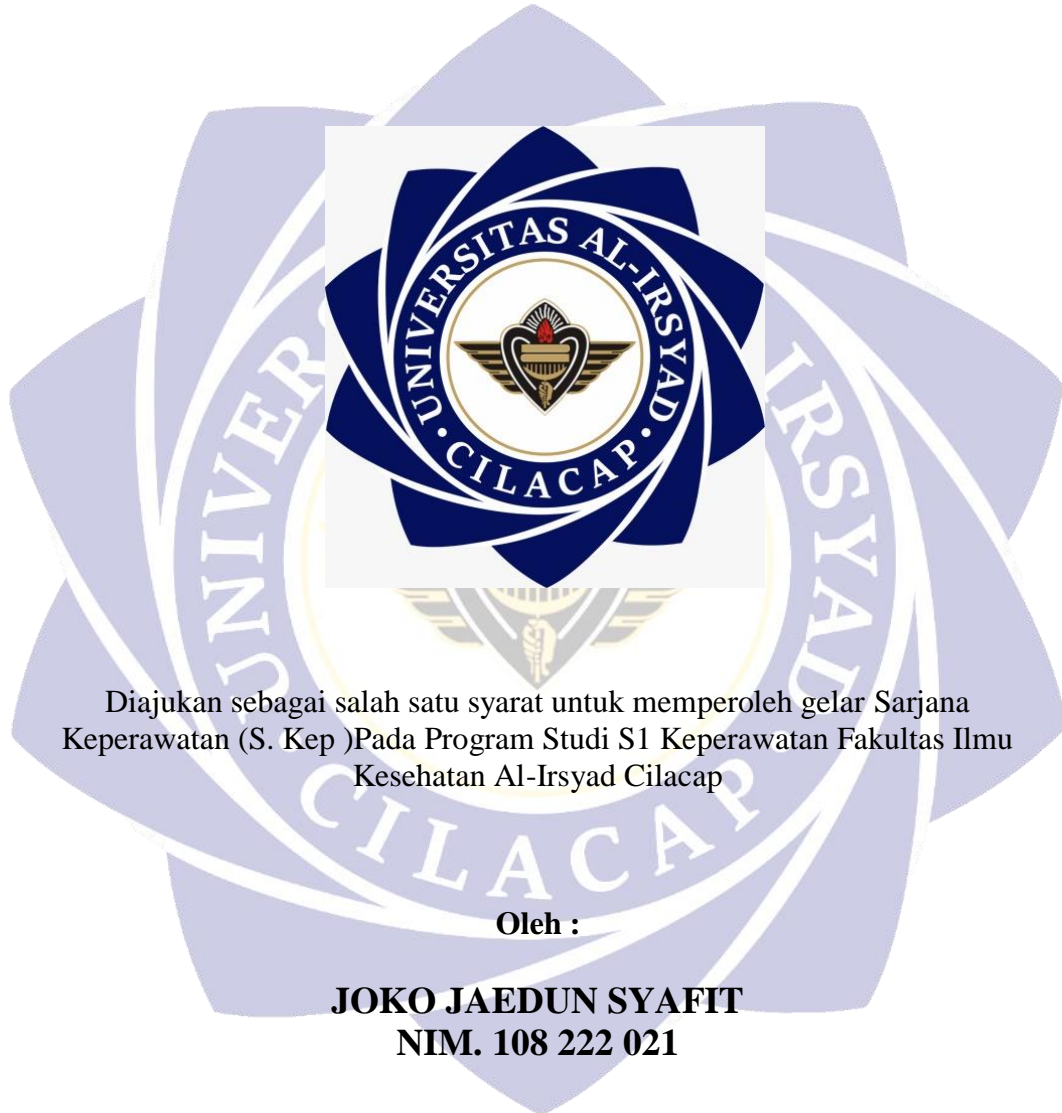 UNIVERSITAS AL-IRSYAD
CILACAP
Diajukan sebagai salah satu syarat untuk memperoleh gelar Sarjana
Keperawatan (S. Kep )Pada Program Studi S1 Keperawatan Fakultas Ilmu
Kesehatan Al-Irsyad Cilacap
Oleh :
JOKO JAEDUN SYAFIT
NIM. 108 222 021